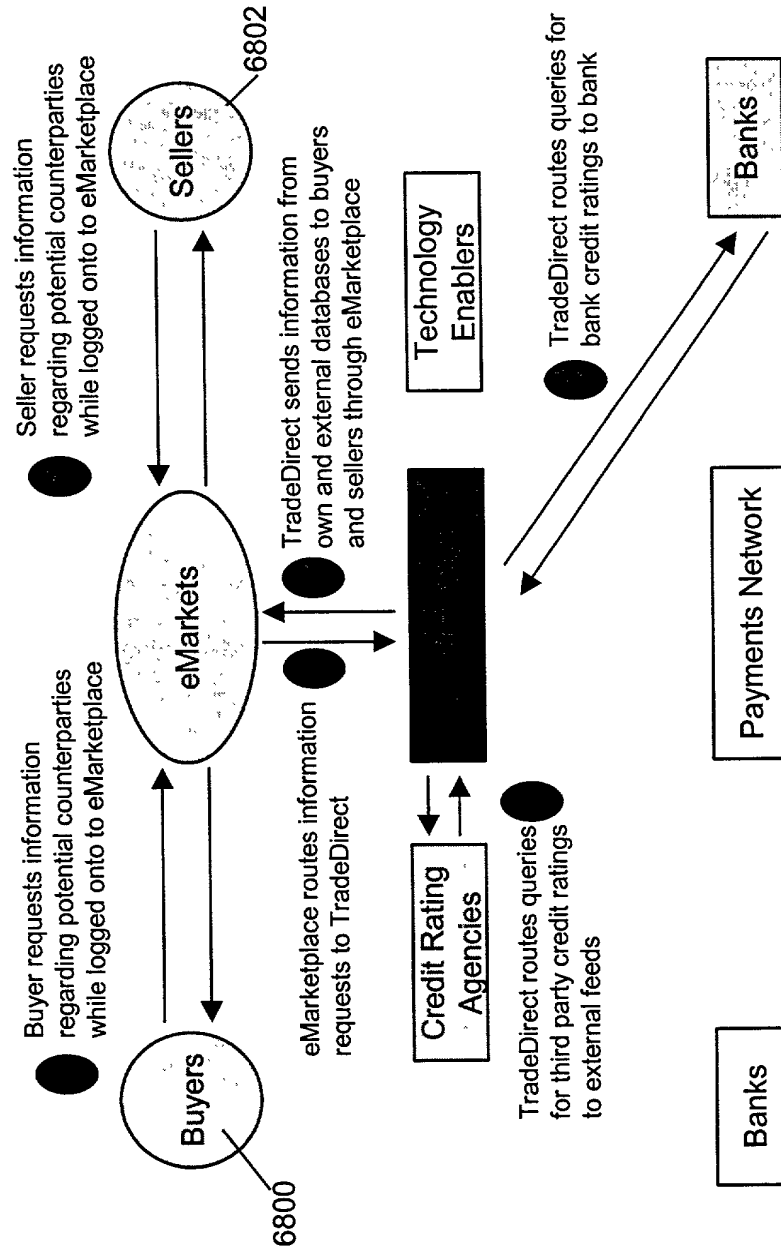 Buyer requests information
regarding potential counterparties
while logged onto to eMarketplace
Seller requests information
regarding potential counterparties
while logged onto to eMarketplace
Buyers
6800
eMarkets
Sellers
6802
eMarketplace routes information
requests to TradeDirect
TradeDirect sends information from
own and external databases to buyers
and sellers through eMarketplace
Credit Rating
Agencies
Technology
Enablers
TradeDirect routes queries
for third party credit ratings
to external feeds
TradeDirect routes queries for
bank credit ratings to bank
Banks
Payments Network
Banks